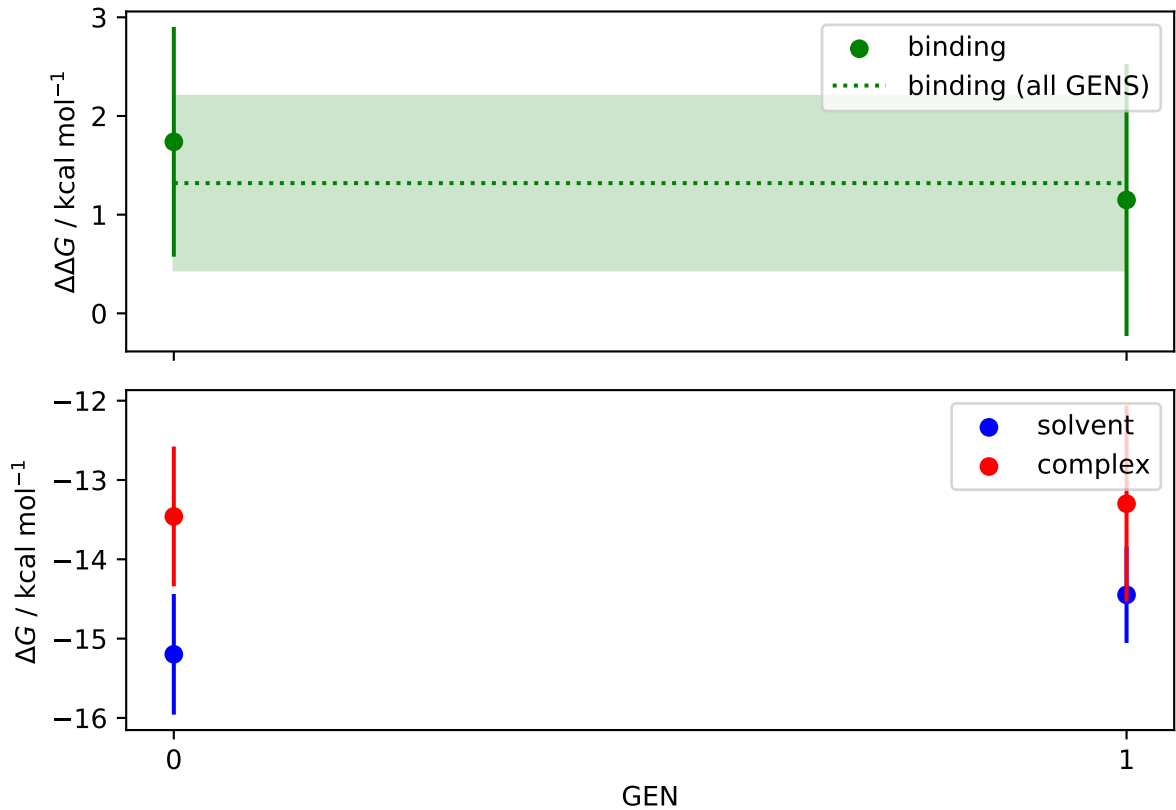 3
2
1
0
ΔΔG / kcal mol⁻¹
binding
binding (all GENS)
−12
−13
−14
−15
−16
ΔG / kcal mol⁻¹
solvent
complex
0
1
GEN